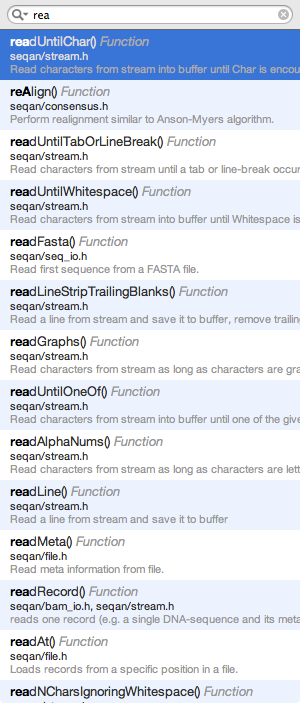 rea
readUntilChar() Function
seqan/stream.h
Read characters from stream into buffer until Char is encou
reAlign() Function
seqan/consensus.h
Perform realignment similar to Anson-Myers algorithm.
readUntilTabOrLineBreak() Function
seqan/stream.h
Read characters from stream until a tab or line-break occur
readUntilWhitespace() Function
seqan/stream.h
Read characters from stream into buffer until Whitespace is
readFasta() Function
seqan/seq_io.h
Read first sequence from a FASTA file.
readLineStripTrailingBlanks() Function
seqan/stream.h
Read a line from stream and save it to buffer, remove trailin
readGraphs() Function
seqan/stream.h
Read characters from stream as long as characters are gra
readUntilOneOf() Function
seqan/stream.h
Read characters from stream into buffer until one of the give
readAlphaNums() Function
seqan/stream.h
Read characters from stream as long as characters are lett
readLine() Function
seqan/stream.h
Read a line from stream and save it to buffer
readMeta() Function
seqan/file.h
Read meta information from file.
readRecord() Function
seqan/bam_io.h, seqan/stream.h
reads one record (e.g. a single DNA-sequence and its meta
readAt() Function
seqan/file.h
Loads records from a specific position in a file.
readNCharsIgnoringWhitespace() Function